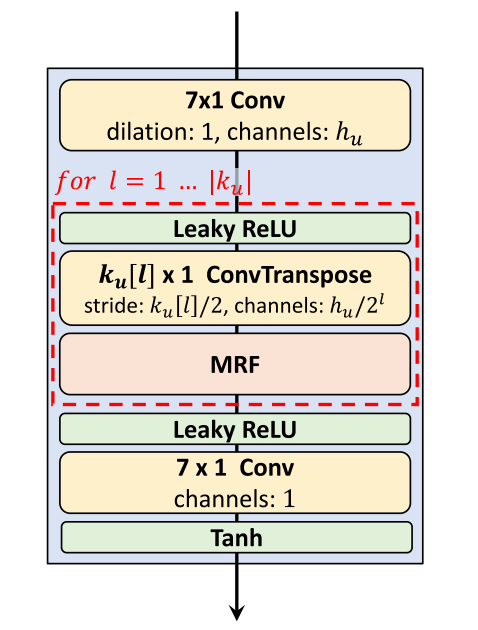 7x1 Conv
dilation: 1, channels: h_u
for l = 1 ... |k_u|
Leaky ReLU
k_u[l] x 1 ConvTranspose
stride: k_u[l]/2, channels: h_u/2^l
MRF
Leaky ReLU
7 x 1 Conv
channels: 1
Tanh